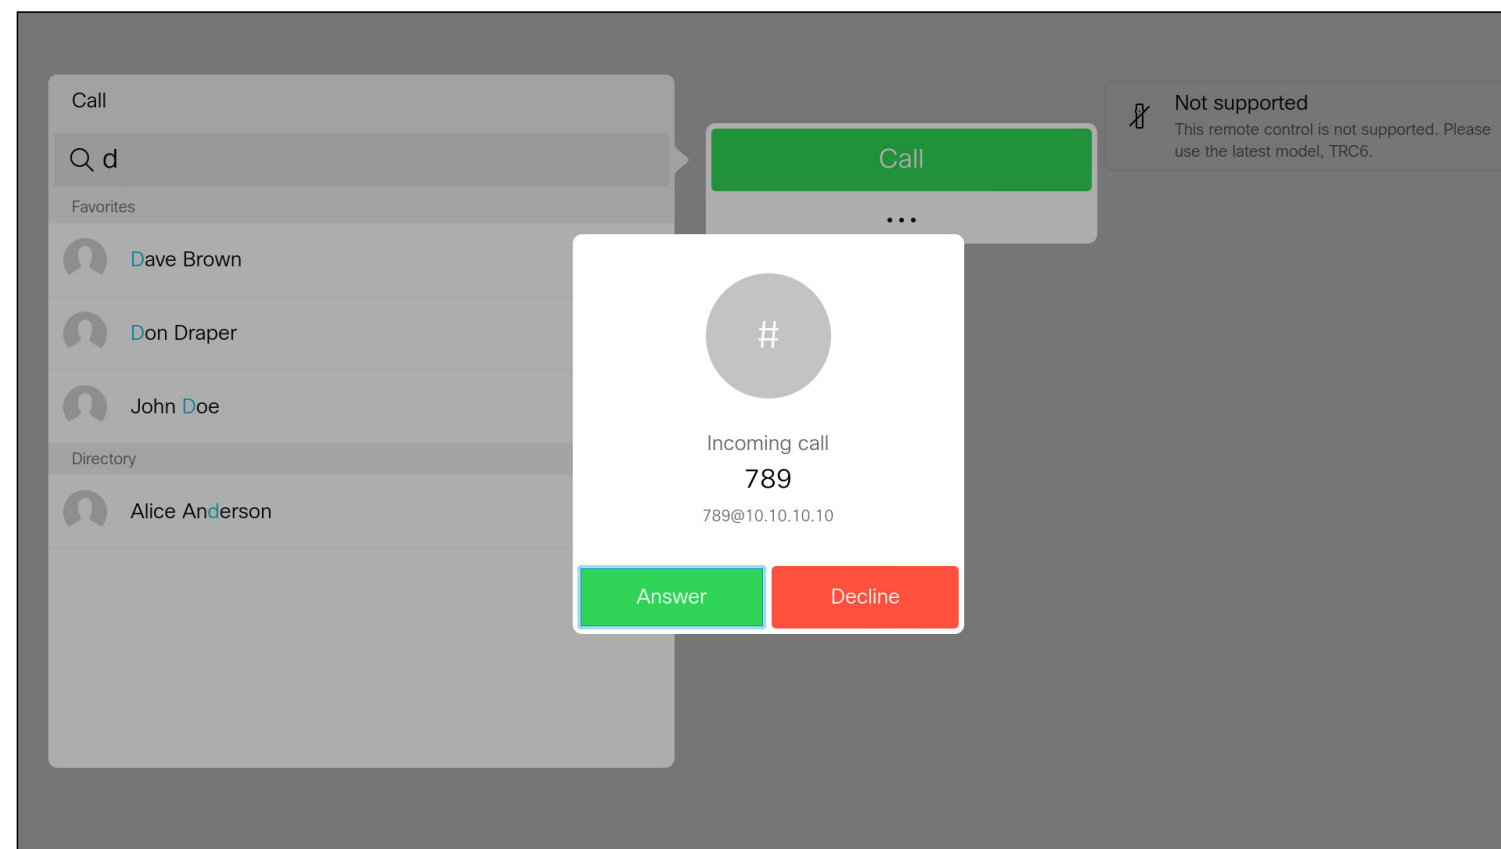 Call
d
Favorites
Dave Brown
Don Draper
John Doe
Directory
Alice Anderson
Call
...
Not supported
This remote control is not supported. Please
use the latest model, TRC6.
#
Incoming call
789
789@10.10.10.10
Answer
Decline